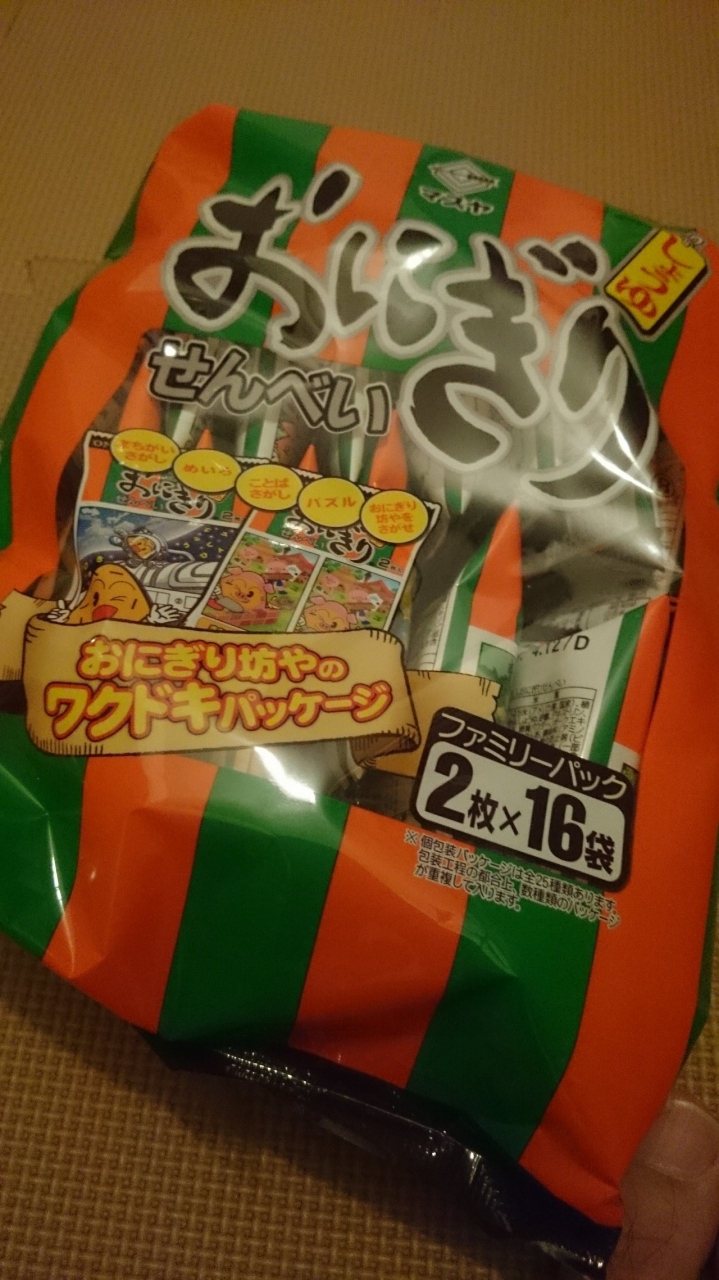 マスヤ
おにぎり
せんべい
しょうゆ
まちがい
さがし
めいろ
ことば
さがし
パズル
おにぎり
坊やを
さがせ
おにぎり
せんべい
おにぎり坊やの
ワクドキパッケージ
4.127/D
ファミリーパック
2枚×16袋
※個包装パッケージは全25種類あります。
包装工程の都合上、数種類のパッケージ
が重複して入ります。